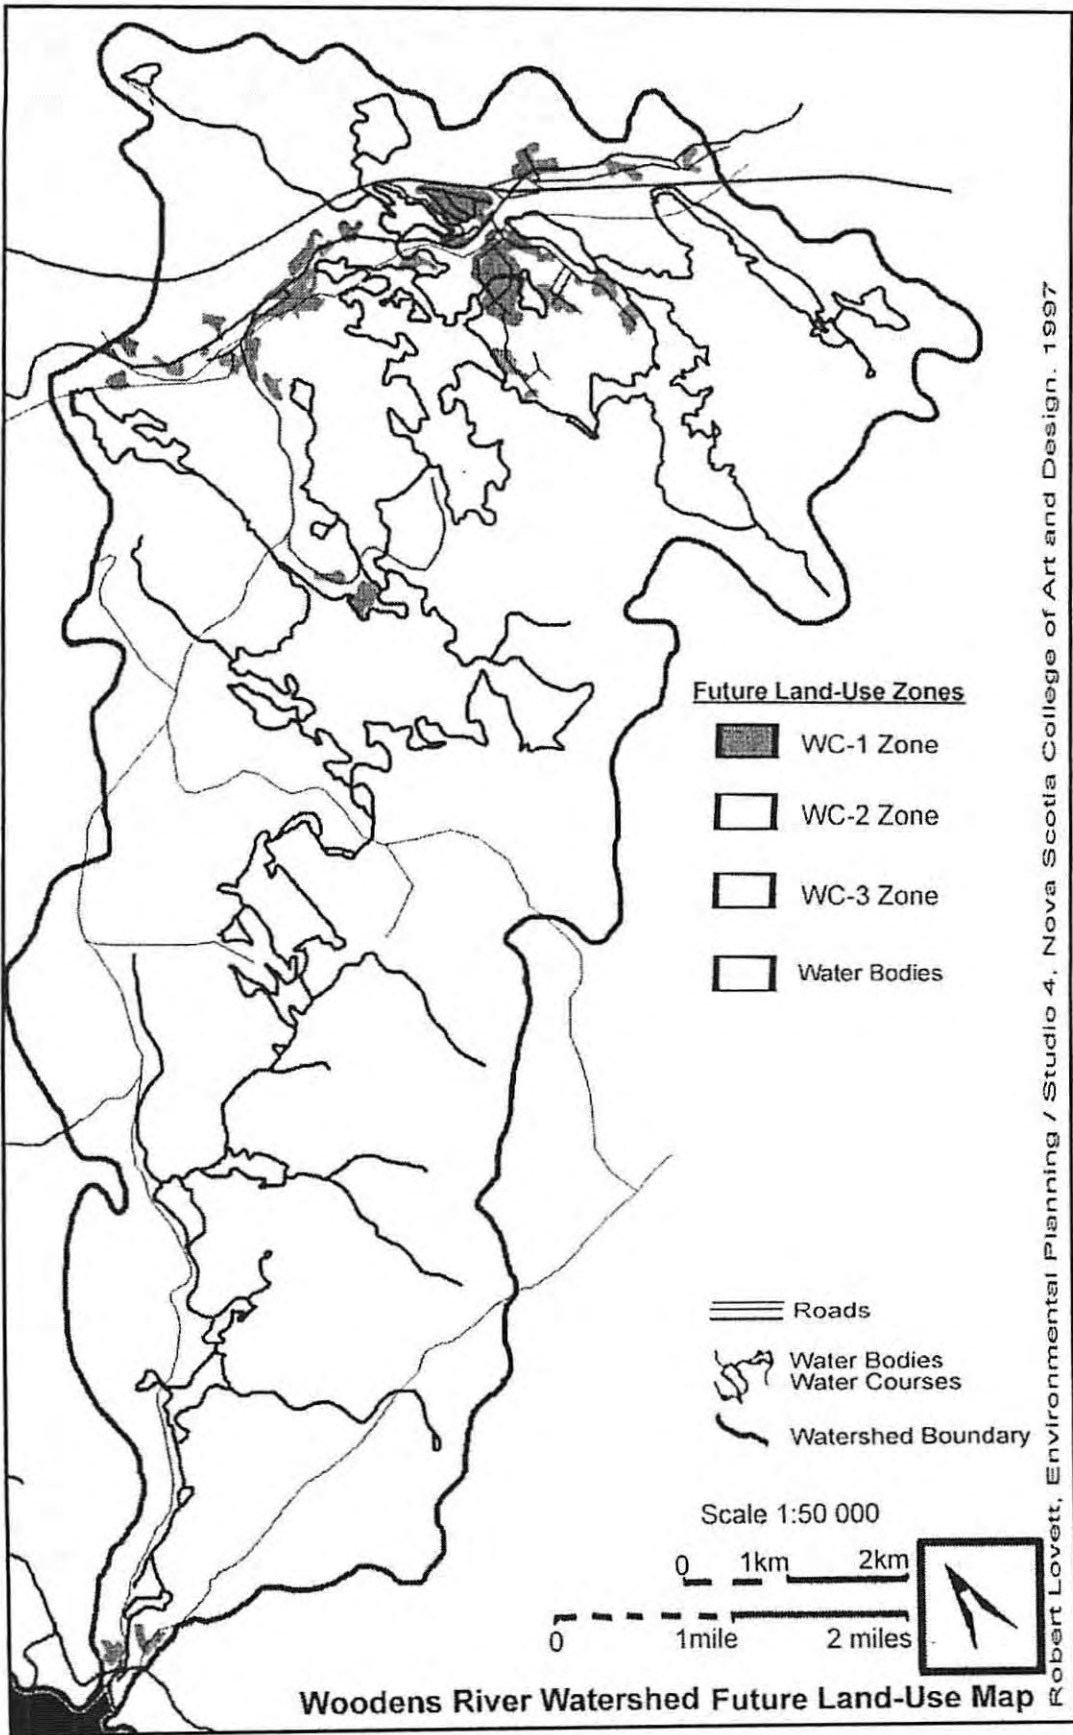 Future Land-Use Zones
WC-1 Zone
WC-2 Zone
WC-3 Zone
Water Bodies
Roads
Water Bodies
Water Courses
Watershed Boundary
Scale 1:50 000
0 1km 2km
0 1mile 2 miles
Woodens River Watershed Future Land-Use Map
Robert Lovett, Environmental Planning / Studio 4, Nova Scotia College of Art and Design. 1997